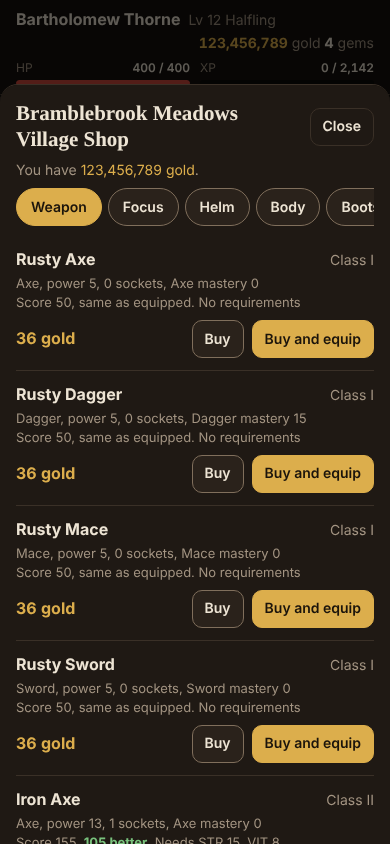 Bartholomew Thorne Lv 12 Halfling
123,456,789 gold 4 gems
HP 400 / 400 XP 0 / 2,142
Bramblebrook Meadows
Village Shop
Close
You have 123,456,789 gold.
Weapon Focus Helm Body Boots
Rusty Axe Class I
Axe, power 5, 0 sockets, Axe mastery 0
Score 50, same as equipped. No requirements
36 gold Buy Buy and equip
Rusty Dagger Class I
Dagger, power 5, 0 sockets, Dagger mastery 15
Score 50, same as equipped. No requirements
36 gold Buy Buy and equip
Rusty Mace Class I
Mace, power 5, 0 sockets, Mace mastery 0
Score 50, same as equipped. No requirements
36 gold Buy Buy and equip
Rusty Sword Class I
Sword, power 5, 0 sockets, Sword mastery 0
Score 50, same as equipped. No requirements
36 gold Buy Buy and equip
Iron Axe Class II
Axe, power 13, 1 sockets, Axe mastery 0
Score 155, 105 better. Needs STR 15, VIT 8